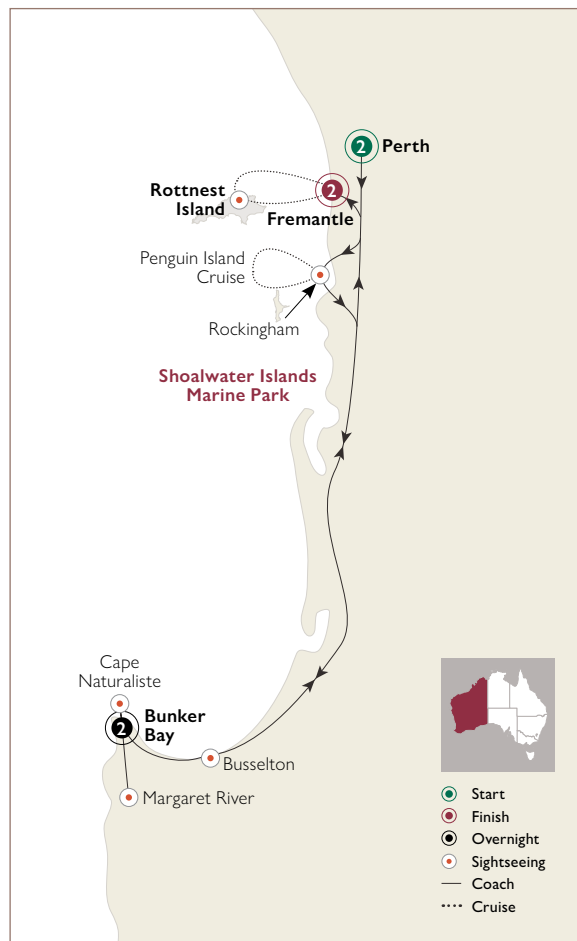 2
Perth
Rottnest
Island
2
Fremantle
Penguin Island
Cruise
Rockingham
Shoalwater Islands
Marine Park
Cape
Naturaliste
2
Bunker
Bay
Busselton
Margaret River
Start
Finish
Overnight
Sightseeing
Coach
Cruise